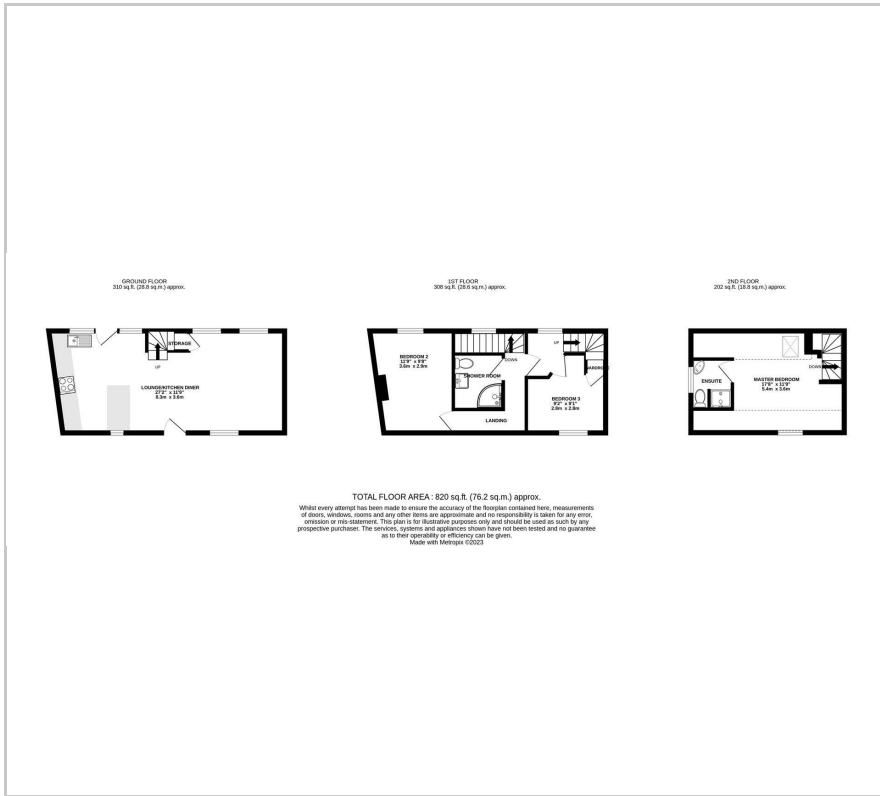 GROUND FLOOR
310 sq.ft. (28.8 sq.m.) approx.
STORAGE
UP
LOUNGE/KITCHEN DINER
27'2" x 11'9"
8.3m x 3.6m
1ST FLOOR
308 sq.ft. (28.6 sq.m.) approx.
BEDROOM 2
11'9" x 9'8"
3.6m x 2.9m
DOWN
UP
SHOWER ROOM
WARDROBE
BEDROOM 3
9'2" x 9'1"
2.8m x 2.8m
LANDING
2ND FLOOR
202 sq.ft. (18.8 sq.m.) approx.
DOWN
ENSUITE
MASTER BEDROOM
17'8" x 11'9"
5.4m x 3.6m
TOTAL FLOOR AREA : 820 sq.ft. (76.2 sq.m.) approx.
Whilst every attempt has been made to ensure the accuracy of the floorplan contained here, measurements
of doors, windows, rooms and any other items are approximate and no responsibility is taken for any error,
omission or mis-statement. This plan is for illustrative purposes only and should be used as such by any
prospective purchaser. The services, systems and appliances shown have not been tested and no guarantee
as to their operability or efficiency can be given.
Made with Metropix ©2023